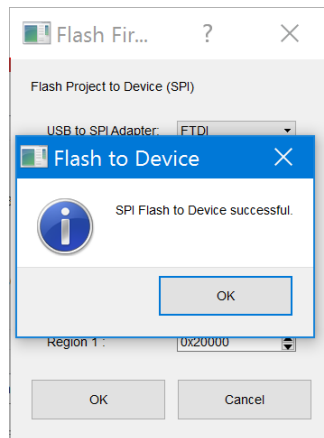 Flash Fir...
?
Flash Project to Device (SPI)
USB to SPI Adapter: FTDI
Flash to Device
SPI Flash to Device successful.
OK
Region 1 : 0x20000
OK Cancel